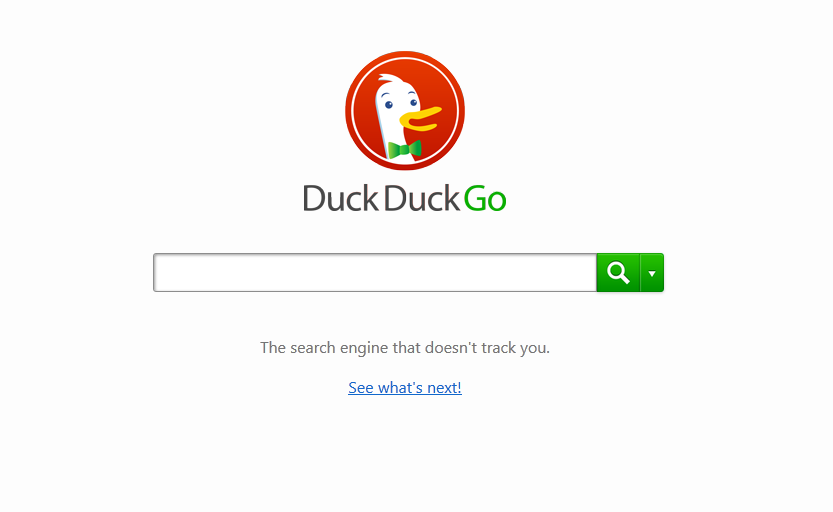 DuckDuckGo
The search engine that doesn't track you.
See what's next!